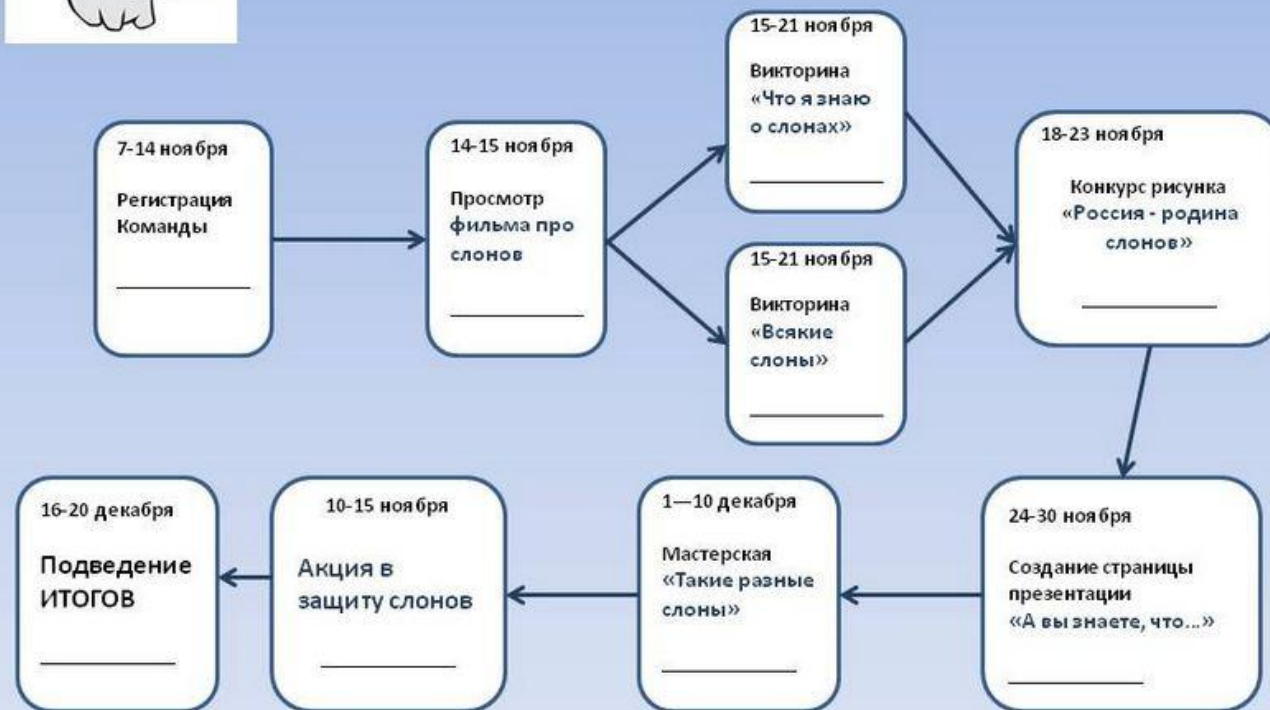 7-14 ноября
Регистрация
Команды
14-15 ноября
Просмотр
фильма про
слонов
15-21 ноября
Викторина
«Что я знаю
о слонах»
15-21 ноября
Викторина
«Всякие
слоны»
18-23 ноября
Конкурс рисунка
«Россия - родина
слонов»
24-30 ноября
Создание страницы
презентации
«А вы знаете, что...»
1—10 декабря
Мастерская
«Такие разные
слоны»
10-15 ноября
Акция в
защиту слонов
16-20 декабря
Подведение
ИТОГОВ